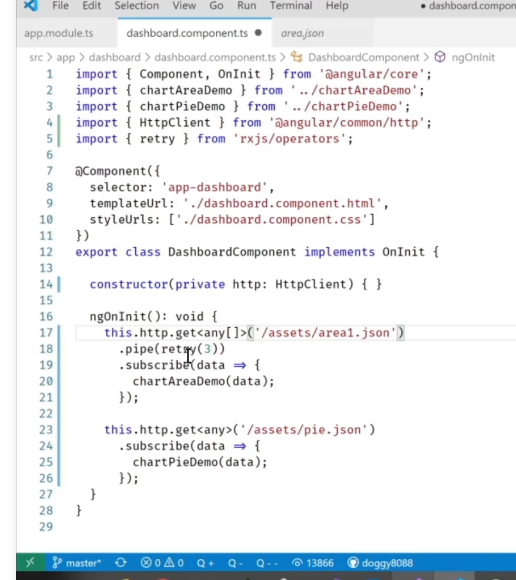 File Edit Selection View Go Run Terminal Help ● dashboard.compon
app.module.ts dashboard.component.ts ● area.json
src > app > dashboard > dashboard.component.ts > DashboardComponent > ngOnInit
1 import { Component, OnInit } from '@angular/core';
2 import { chartAreaDemo } from '../chartAreaDemo';
3 import { chartPieDemo } from '../chartPieDemo';
4 import { HttpClient } from '@angular/common/http';
5 import { retry } from 'rxjs/operators';
6
7 @Component({
8 selector: 'app-dashboard',
9 templateUrl: './dashboard.component.html',
10 styleUrls: ['./dashboard.component.css']
11 })
12 export class DashboardComponent implements OnInit {
13
14 constructor(private http: HttpClient) { }
15
16 ngOnInit(): void {
17 this.http.get<any[]>('/assets/area1.json')
18 .pipe(retry(3))
19 .subscribe(data ⇒ {
20 chartAreaDemo(data);
21 });
22
23 this.http.get<any>('/assets/pie.json')
24 .subscribe(data ⇒ {
25 chartPieDemo(data);
26 });
27 }
28 }
29
master* 0 0 Q + Q - Q - - 13866 doggy8088